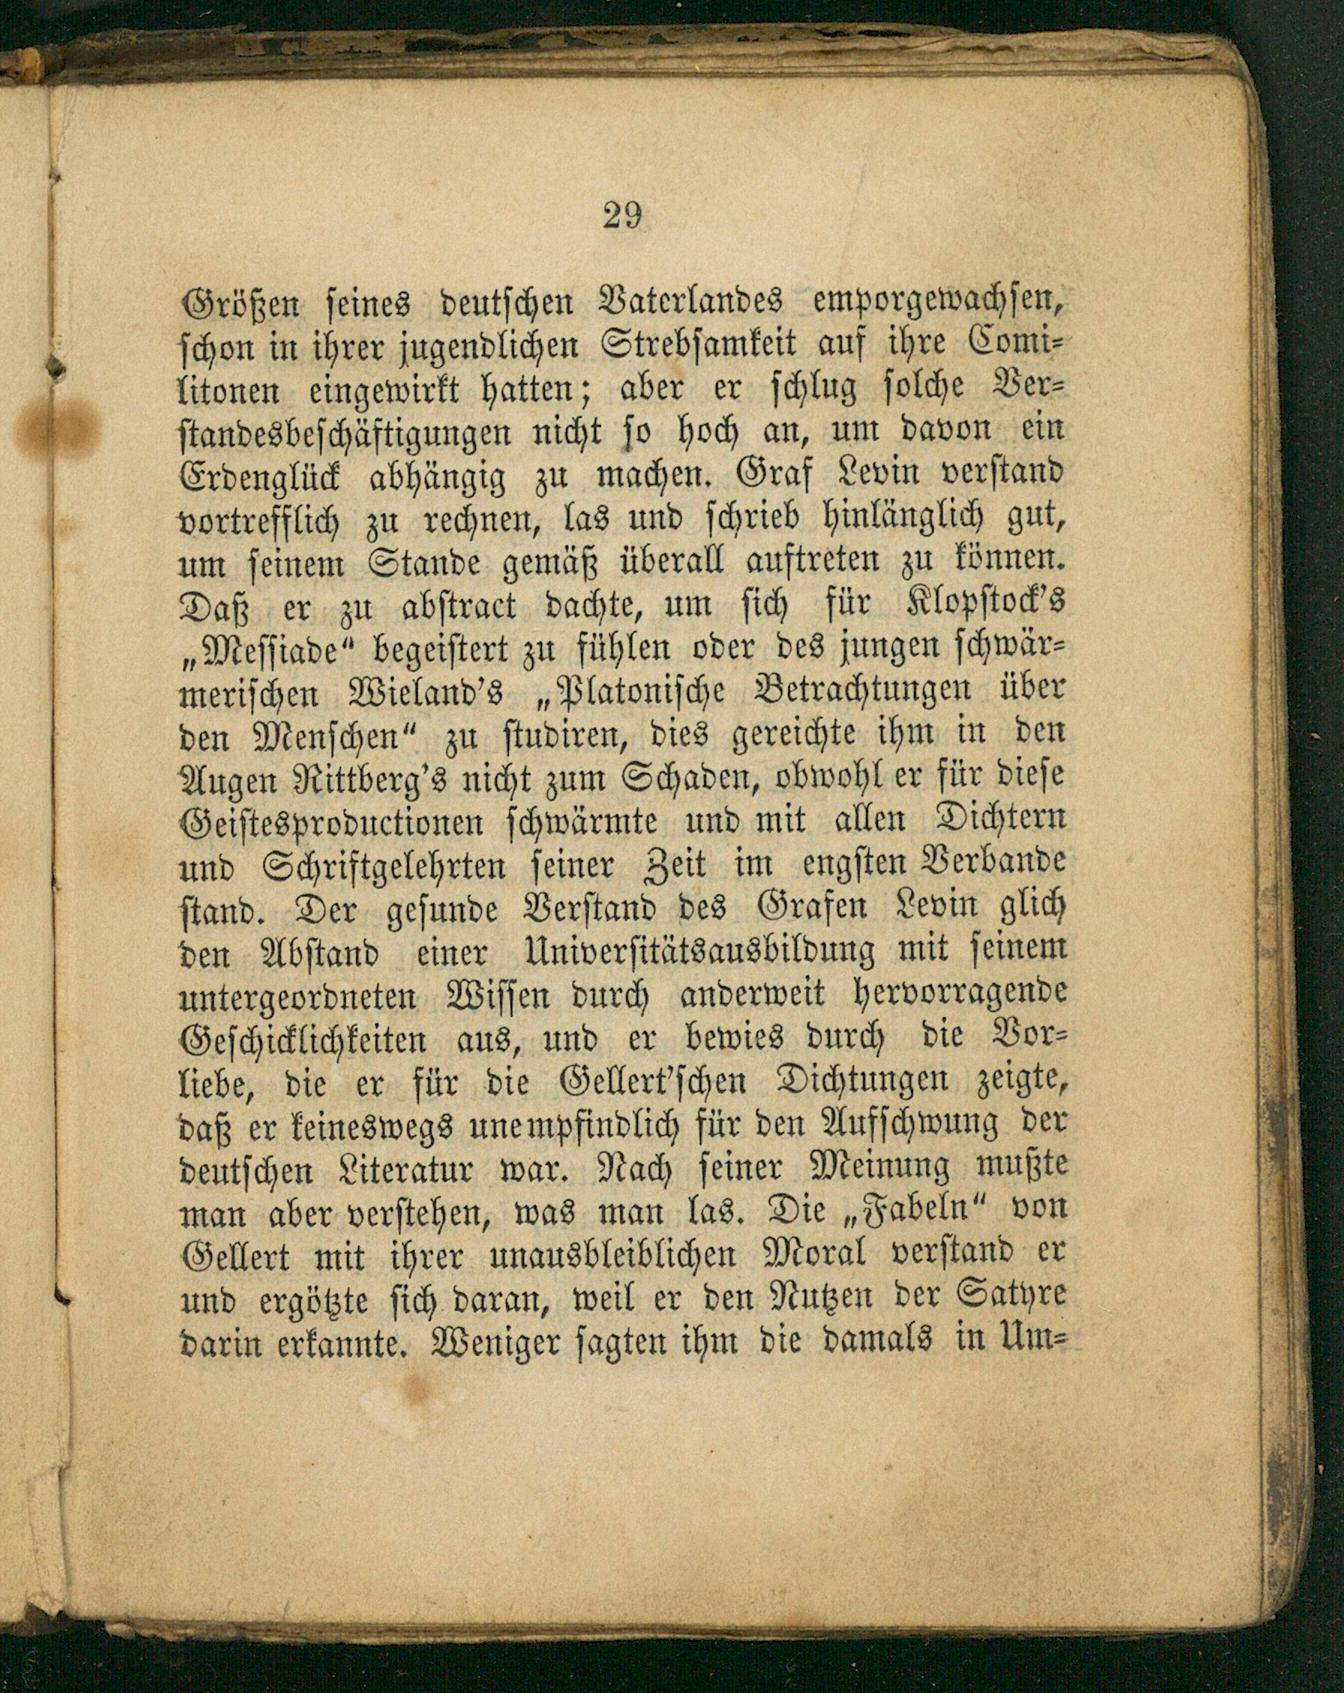 29
Größen seines deutschen Vaterlandes emporgewachsen,
schon in ihrer jugendlichen Strebsamkeit auf ihre Comi-
litonen eingewirkt hatten; aber er schlug solche Ver-
standesbeschäftigungen nicht so hoch an, um davon ein
Erdenglück abhängig zu machen. Graf Levin verstand
vortrefflich zu rechnen, las und schrieb hinlänglich gut,
um seinem Stande gemäß überall auftreten zu können.
Daß er zu abstract dachte, um sich für Klopstock's
„Messiade“ begeistert zu fühlen oder des jungen schwär-
merischen Wieland's „Platonische Betrachtungen über
den Menschen“ zu studiren, dies gereichte ihm in den
Augen Rittberg's nicht zum Schaden, obwohl er für diese
Geistesproductionen schwärmte und mit allen Dichtern
und Schriftgelehrten seiner Zeit im engsten Verbande
stand. Der gesunde Verstand des Grafen Levin glich
den Abstand einer Universitätsausbildung mit seinem
untergeordneten Wissen durch anderweit hervorragende
Geschicklichkeiten aus, und er bewies durch die Vor-
liebe, die er für die Gellert'schen Dichtungen zeigte,
daß er keineswegs unempfindlich für den Aufschwung der
deutschen Literatur war. Nach seiner Meinung mußte
man aber verstehen, was man las. Die „Fabeln“ von
Gellert mit ihrer unausbleiblichen Moral verstand er
und ergötzte sich daran, weil er den Nutzen der Satyre
darin erkannte. Weniger sagten ihm die damals in Um-